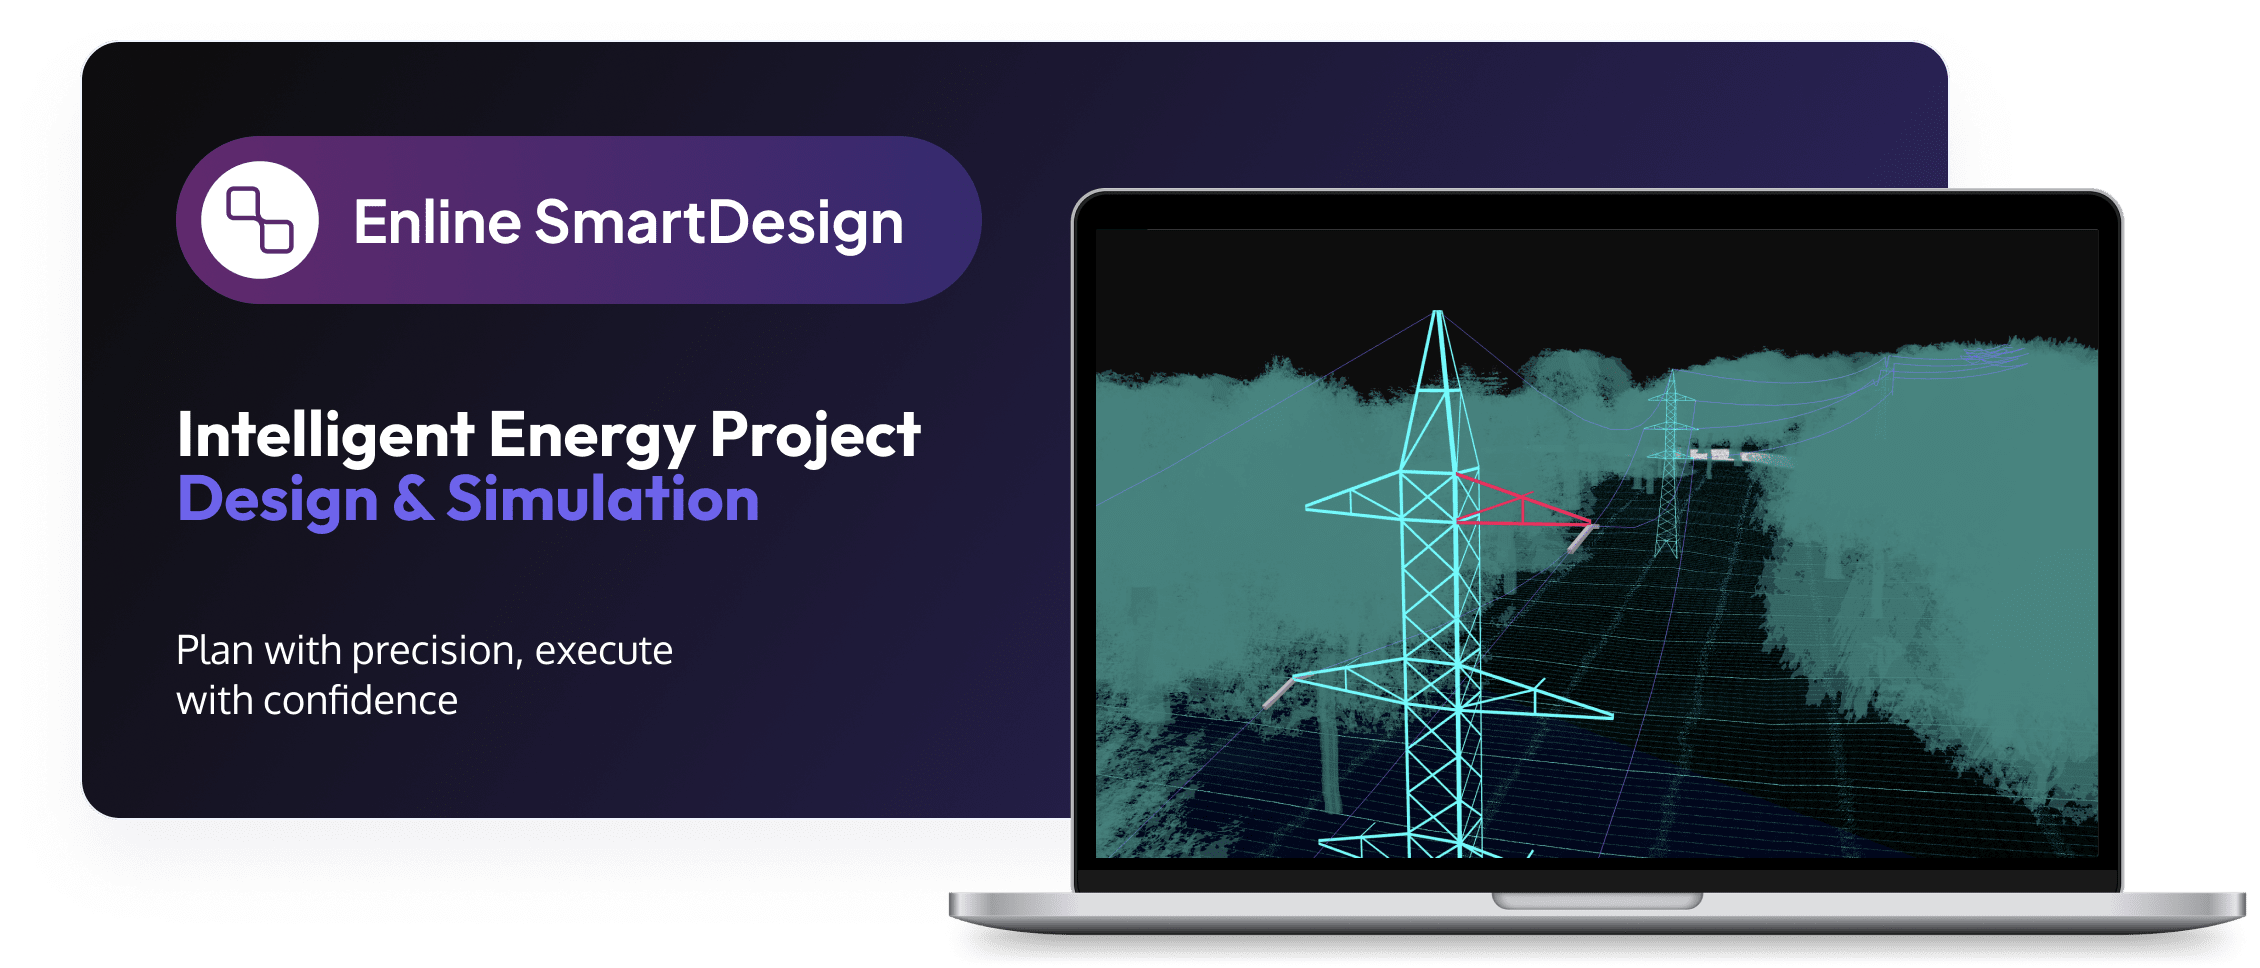 Enline SmartDesign
Intelligent Energy Project
Design & Simulation
Plan with precision, execute
with confidence